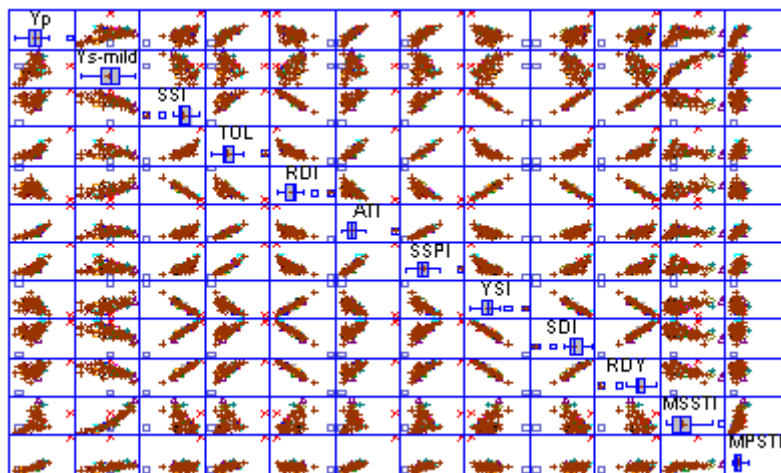 Yp
Ys-mild
SSI
TOL
RDI
ATI
SSPI
YSI
SDI
RDY
MSSTI
MPSTI